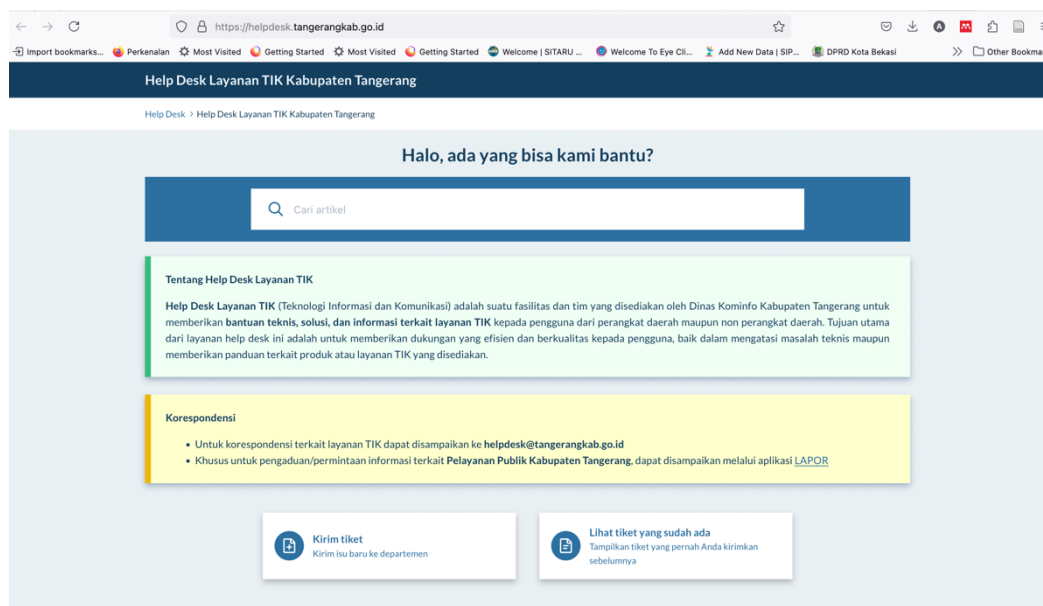 https://helpdesk.tangerangkab.go.id
Import bookmarks... Perkenalan Most Visited Getting Started Most Visited Getting Started Welcome | SITARU ... Welcome To Eye Cli... Add New Data | SIP... DPRD Kota Bekasi Other Bookma
Help Desk Layanan TIK Kabupaten Tangerang
Help Desk > Help Desk Layanan TIK Kabupaten Tangerang
Halo, ada yang bisa kami bantu?
Cari artikel
Tentang Help Desk Layanan TIK
Help Desk Layanan TIK (Teknologi Informasi dan Komunikasi) adalah suatu fasilitas dan tim yang disediakan oleh Dinas Kominfo Kabupaten Tangerang untuk
memberikan bantuan teknis, solusi, dan informasi terkait layanan TIK kepada pengguna dari perangkat daerah maupun non perangkat daerah. Tujuan utama
dari layanan help desk ini adalah untuk memberikan dukungan yang efisien dan berkualitas kepada pengguna, baik dalam mengatasi masalah teknis maupun
memberikan panduan terkait produk atau layanan TIK yang disediakan.
Korespondensi
• Untuk korespondensi terkait layanan TIK dapat disampaikan ke helpdesk@tangerangkab.go.id
• Khusus untuk pengaduan/permintaan informasi terkait Pelayanan Publik Kabupaten Tangerang, dapat disampaikan melalui aplikasi LAPOR
Kirim tiket
Kirim isu baru ke departemen
Lihat tiket yang sudah ada
Tampilkan tiket yang pernah Anda kirimkan
sebelumnya